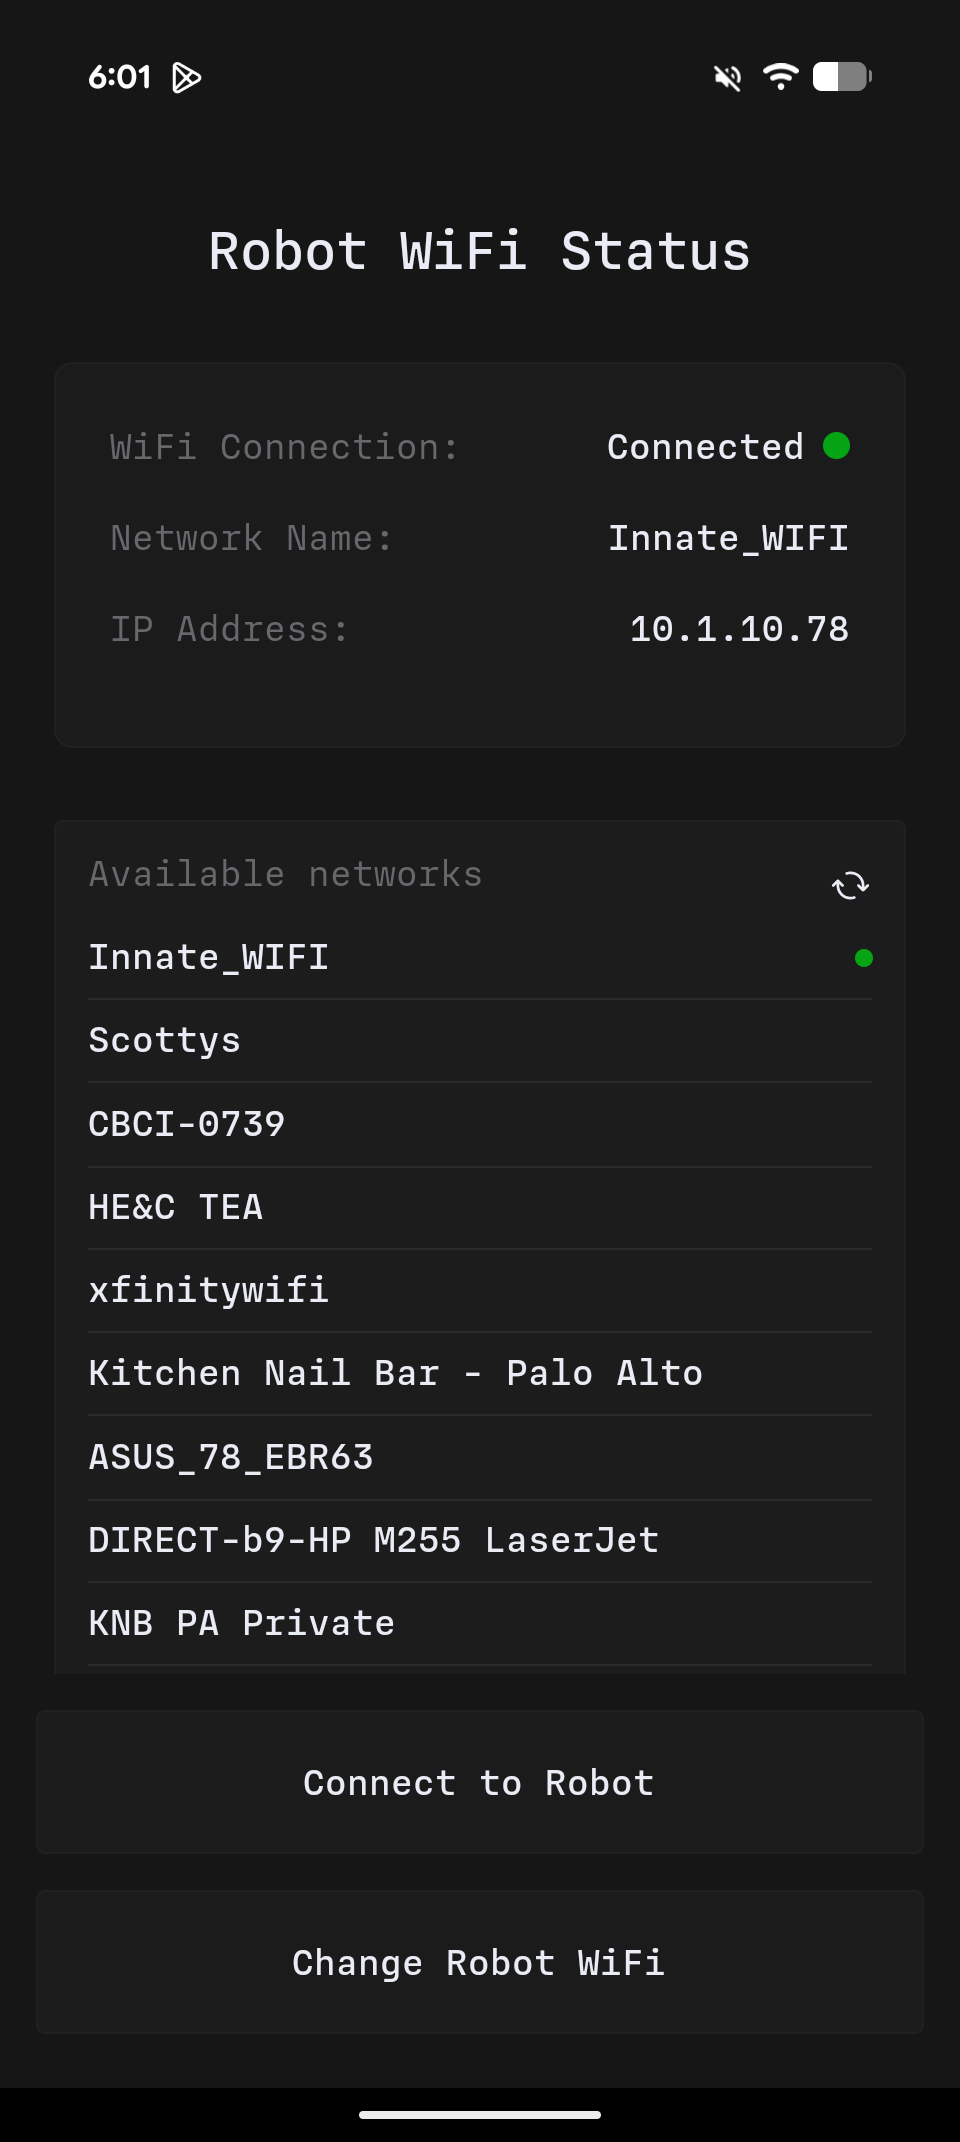 6:01
Robot WiFi Status
WiFi Connection: Connected
Network Name: Innate_WIFI
IP Address: 10.1.10.78
Available networks
Innate_WIFI
Scottys
CBCI-0739
HE&C TEA
xfinitywifi
Kitchen Nail Bar - Palo Alto
ASUS_78_EBR63
DIRECT-b9-HP M255 LaserJet
KNB PA Private
Connect to Robot
Change Robot WiFi